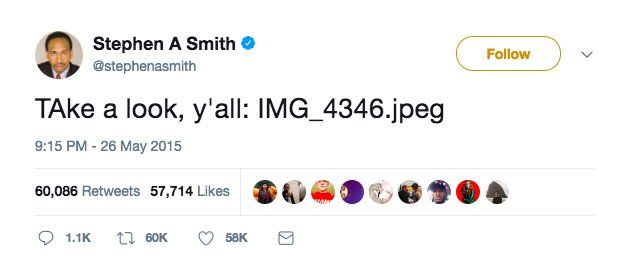 Stephen A Smith
@stephenasmith
Follow
TAke a look, y'all: IMG_4346.jpeg
9:15 PM - 26 May 2015
60,086 Retweets 57,714 Likes
1.1K 60K 58K